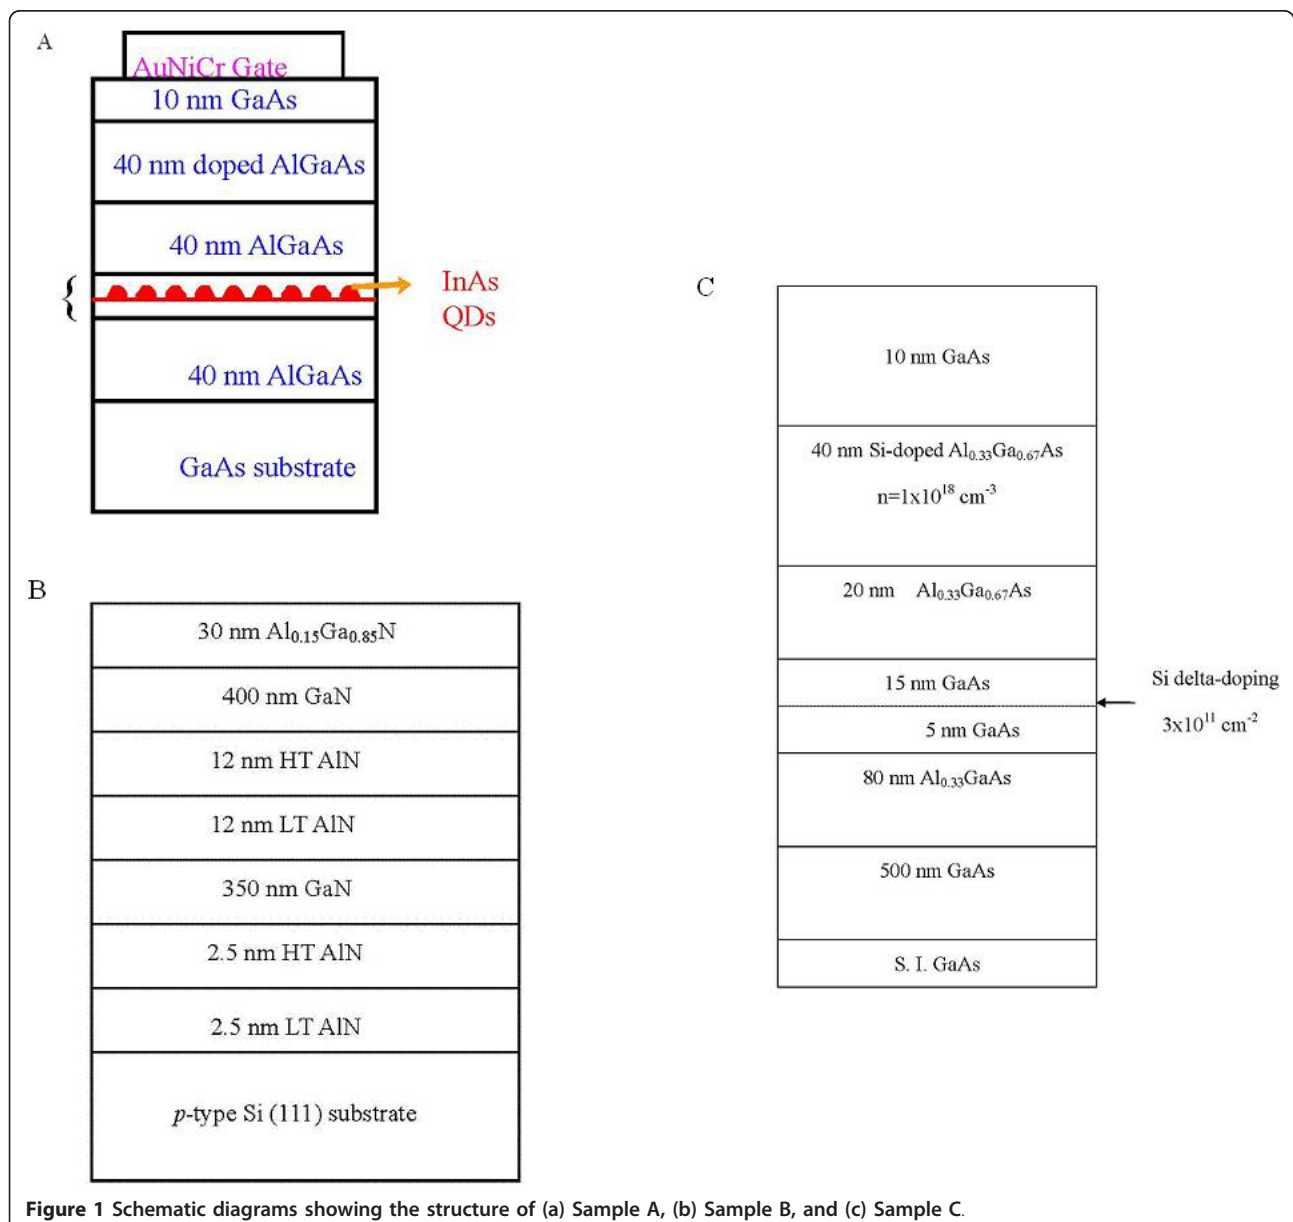 A
AuNiCr Gate
10 nm GaAs
40 nm doped AlGaAs
40 nm AlGaAs
{
InAs
QDs
40 nm AlGaAs
GaAs substrate
B
30 nm Al₀.₁₅Ga₀.₈₅N
400 nm GaN
12 nm HT AlN
12 nm LT AlN
350 nm GaN
2.5 nm HT AlN
2.5 nm LT AlN
p-type Si (111) substrate
C
10 nm GaAs
40 nm Si-doped Al₀.₃₃Ga₀.₆₇As
n=1x10¹⁸ cm⁻³
20 nm Al₀.₃₃Ga₀.₆₇As
15 nm GaAs
Si delta-doping
3x10¹¹ cm⁻²
5 nm GaAs
80 nm Al₀.₃₃GaAs
500 nm GaAs
S. I. GaAs
Figure 1 Schematic diagrams showing the structure of (a) Sample A, (b) Sample B, and (c) Sample C.